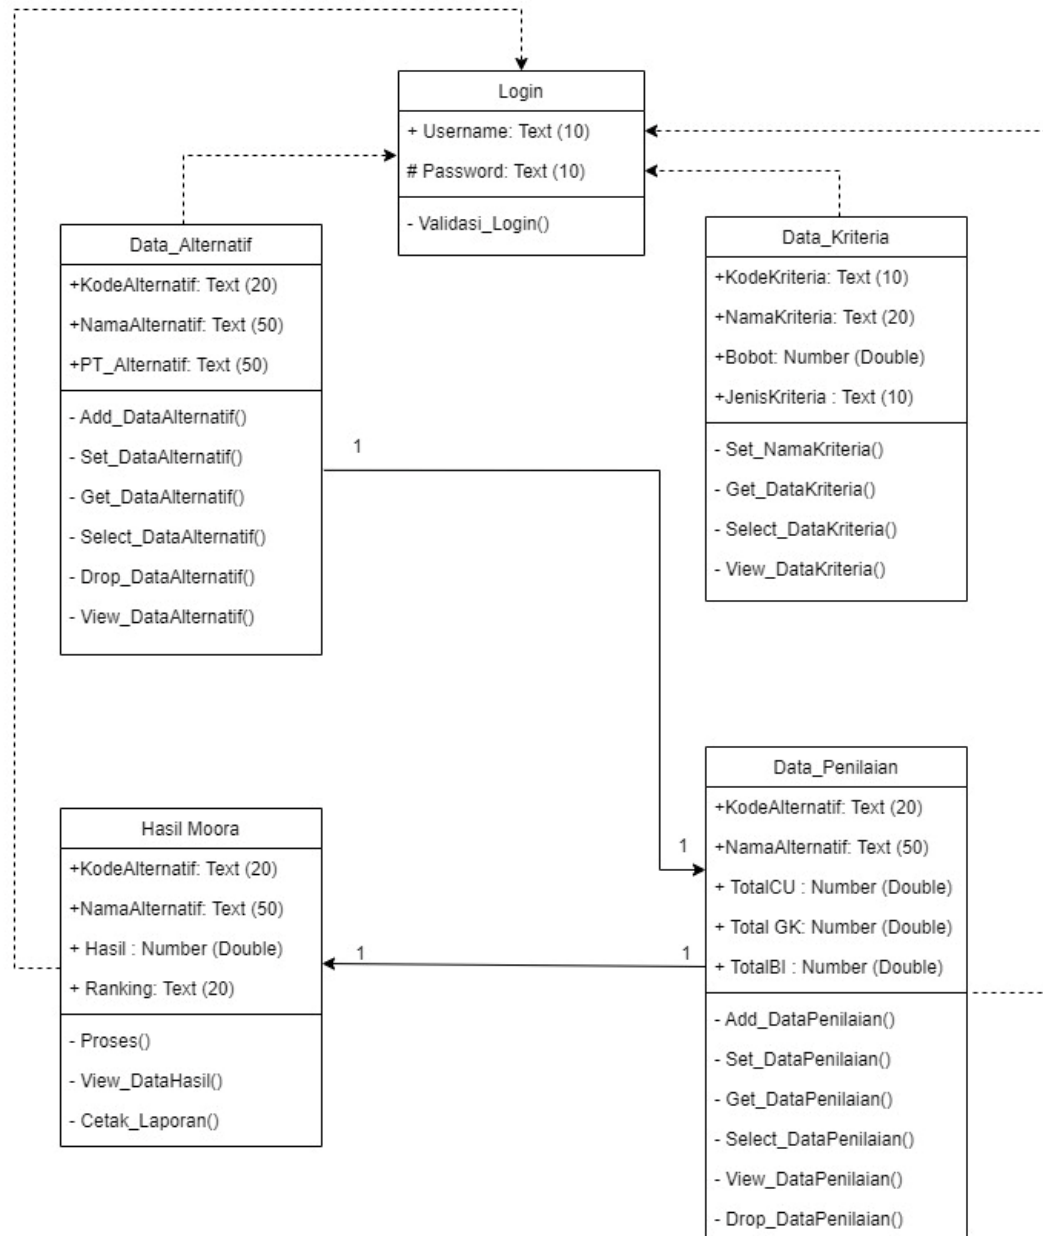 Login
+ Username: Text (10)
# Password: Text (10)
- Validasi_Login()
Data_Alternatif
+KodeAlternatif: Text (20)
+NamaAlternatif: Text (50)
+PT_Alternatif: Text (50)
- Add_DataAlternatif()
- Set_DataAlternatif()
- Get_DataAlternatif()
- Select_DataAlternatif()
- Drop_DataAlternatif()
- View_DataAlternatif()
Data_Kriteria
+KodeKriteria: Text (10)
+NamaKriteria: Text (20)
+Bobot: Number (Double)
+JenisKriteria : Text (10)
- Set_NamaKriteria()
- Get_DataKriteria()
- Select_DataKriteria()
- View_DataKriteria()
1
1
Hasil Moora
+KodeAlternatif: Text (20)
+NamaAlternatif: Text (50)
+ Hasil : Number (Double)
+ Ranking: Text (20)
- Proses()
- View_DataHasil()
- Cetak_Laporan()
1
1
Data_Penilaian
+KodeAlternatif: Text (20)
+NamaAlternatif: Text (50)
+ TotalCU : Number (Double)
+ Total GK: Number (Double)
+ TotalBI : Number (Double)
- Add_DataPenilaian()
- Set_DataPenilaian()
- Get_DataPenilaian()
- Select_DataPenilaian()
- View_DataPenilaian()
- Drop_DataPenilaian()